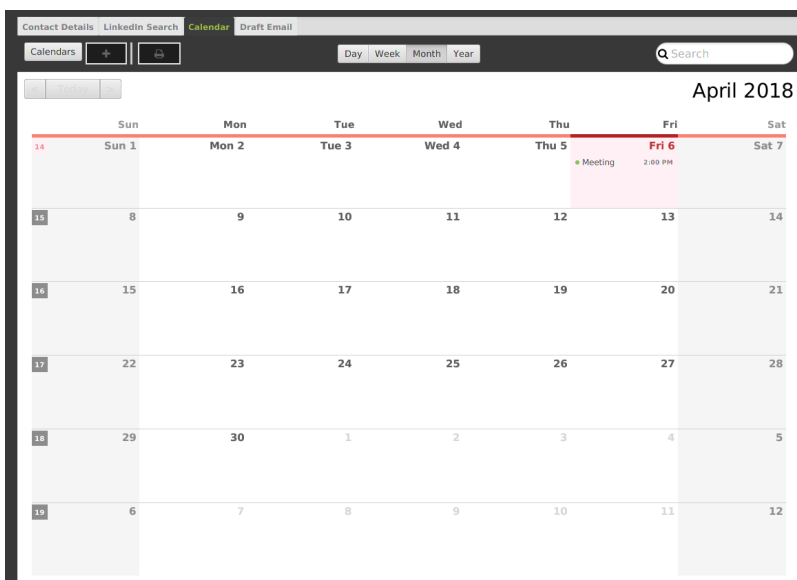 Contact Details LinkedIn Search Calendar Draft Email
Calendars + Day Week Month Year Search
< Today > April 2018
Sun Mon Tue Wed Thu Fri Sat
14 Sun 1 Mon 2 Tue 3 Wed 4 Thu 5 Fri 6 Sat 7
Meeting 2:00 PM
15 8 9 10 11 12 13 14
16 15 16 17 18 19 20 21
17 22 23 24 25 26 27 28
18 29 30 1 2 3 4 5
19 6 7 8 9 10 11 12